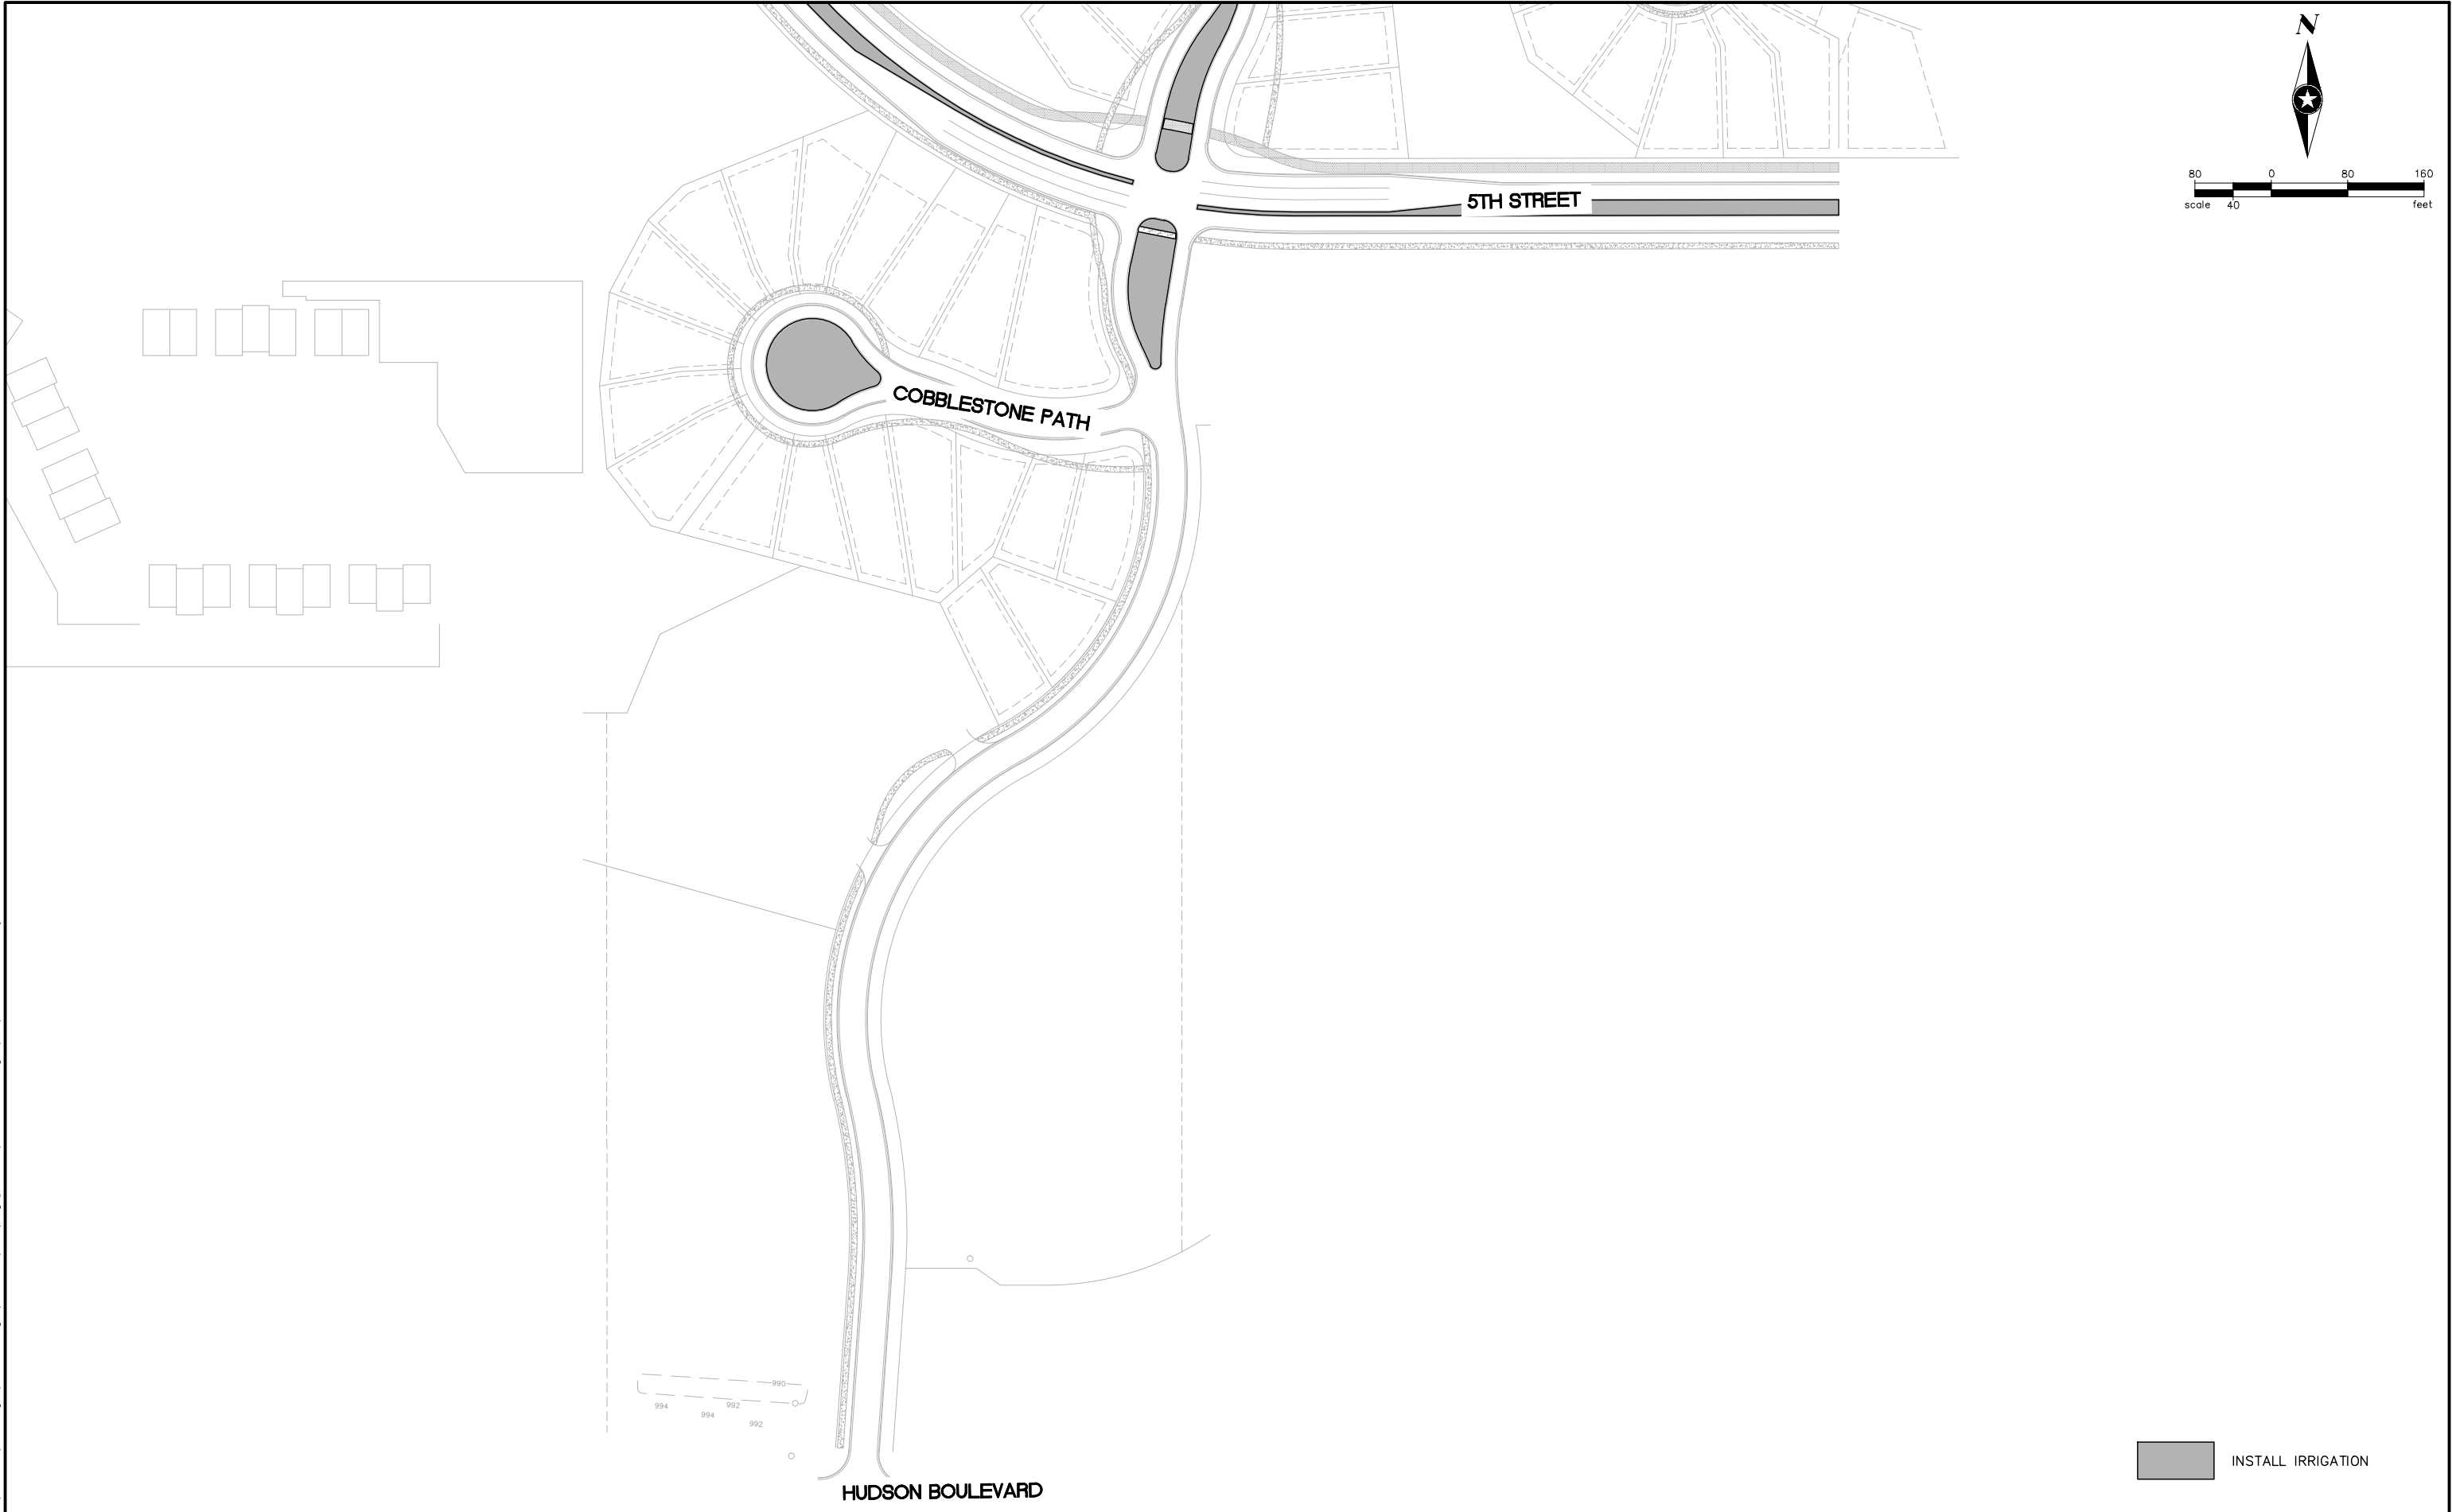 N
80 0 80 160
scale 40 feet
5TH STREET
COBBLESTONE PATH
990
994 992
994
992
INSTALL IRRIGATION
HUDSON BOULEVARD